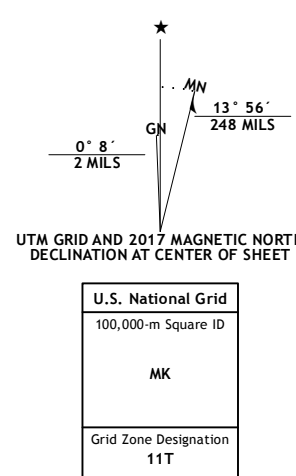 ★
MN
GN
13° 56´
248 MILS
0° 8´
2 MILS
UTM GRID AND 2017 MAGNETIC NORTH
DECLINATION AT CENTER OF SHEET
U.S. National Grid
100,000-m Square ID
MK
Grid Zone Designation
11T